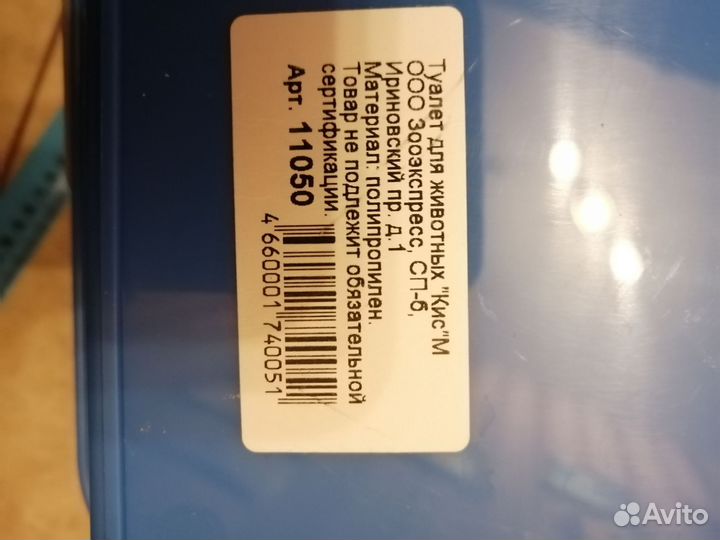 Туалет для животных "Кис"М
ООО Зооэкспресс, СП-б,
Ириновский пр. д.1
Материал: полипропилен.
Товар не подлежит обязательной
сертификации.
Арт. 11050
4 660001 740051
Avito